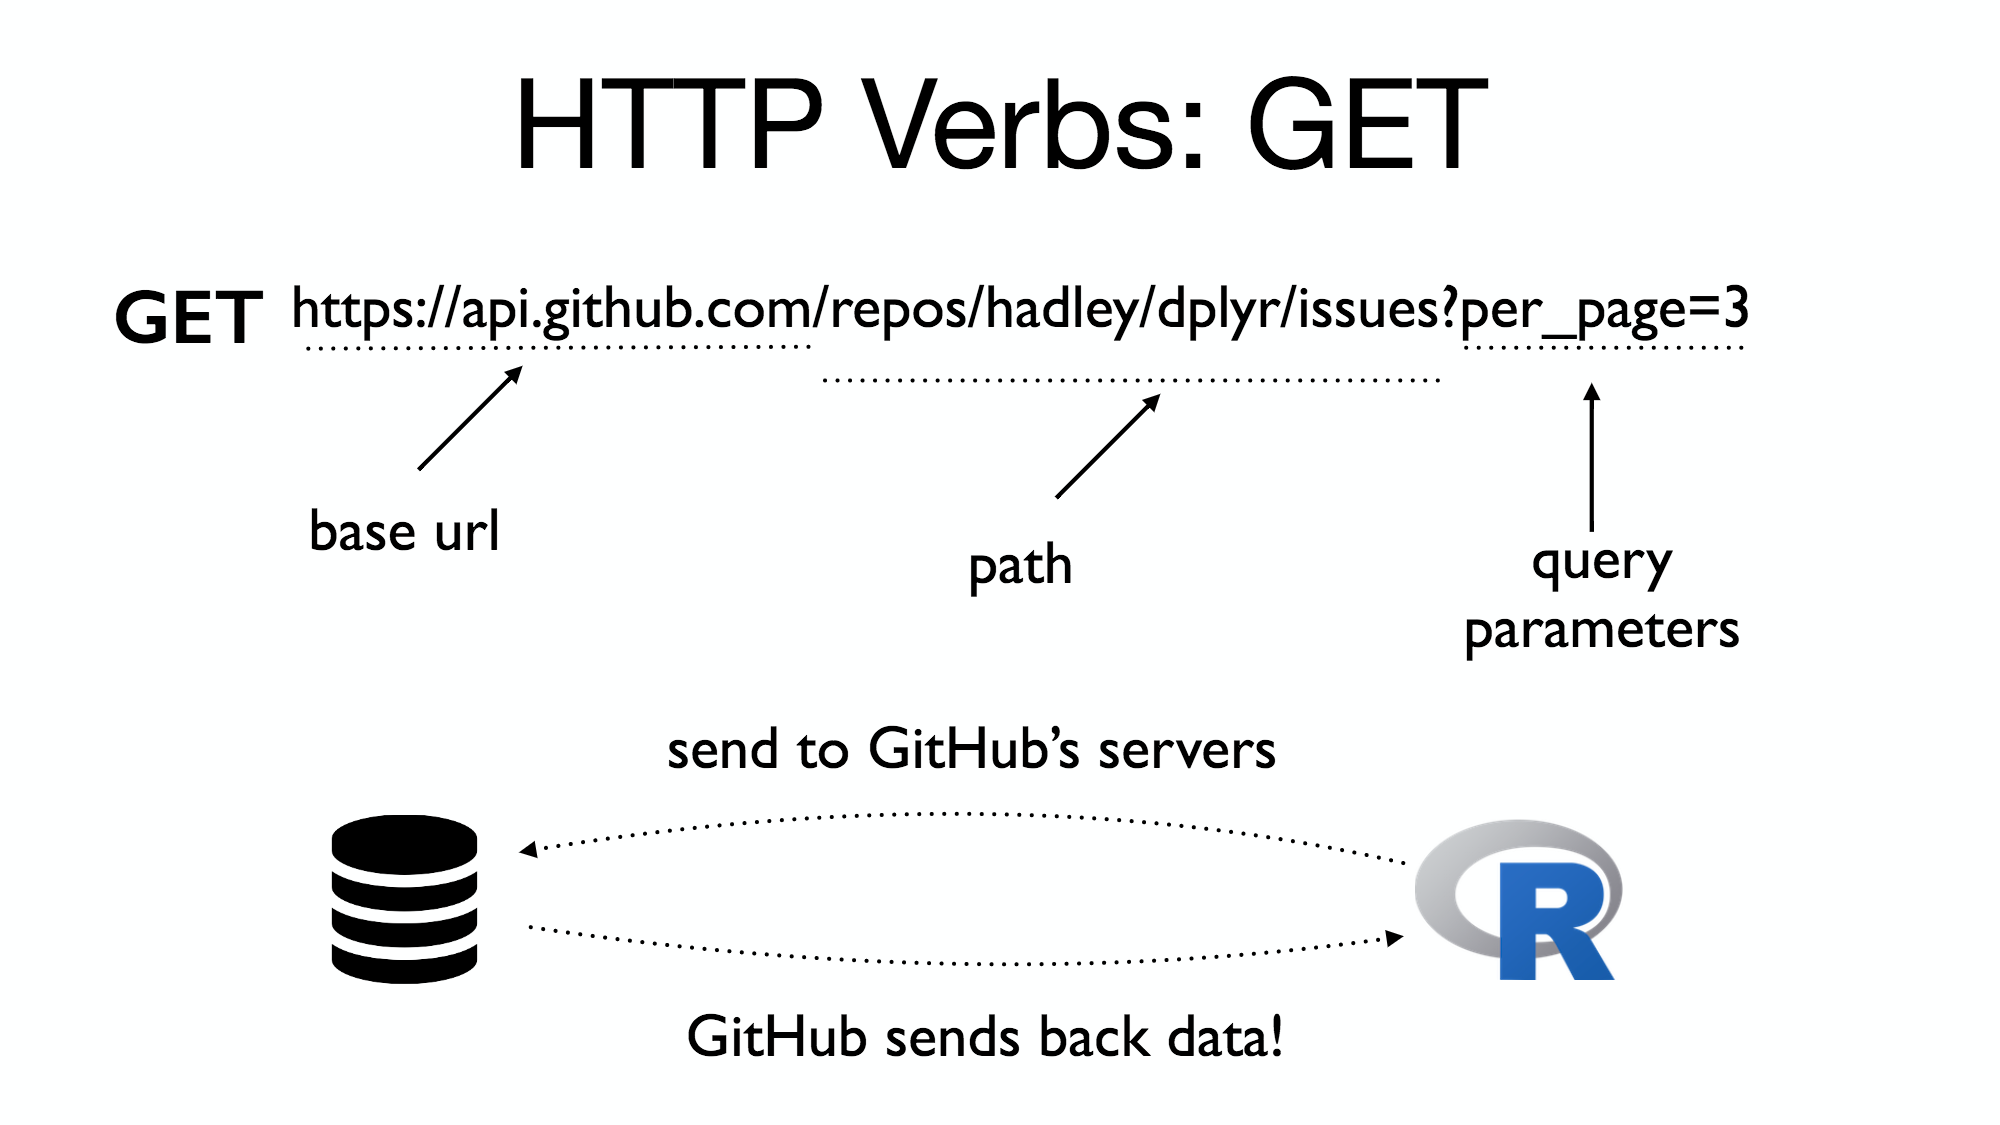 HTTP Verbs: GET
GET https://api.github.com/repos/hadley/dplyr/issues?per_page=3
base url
path
query
parameters
send to GitHub’s servers
R
GitHub sends back data!